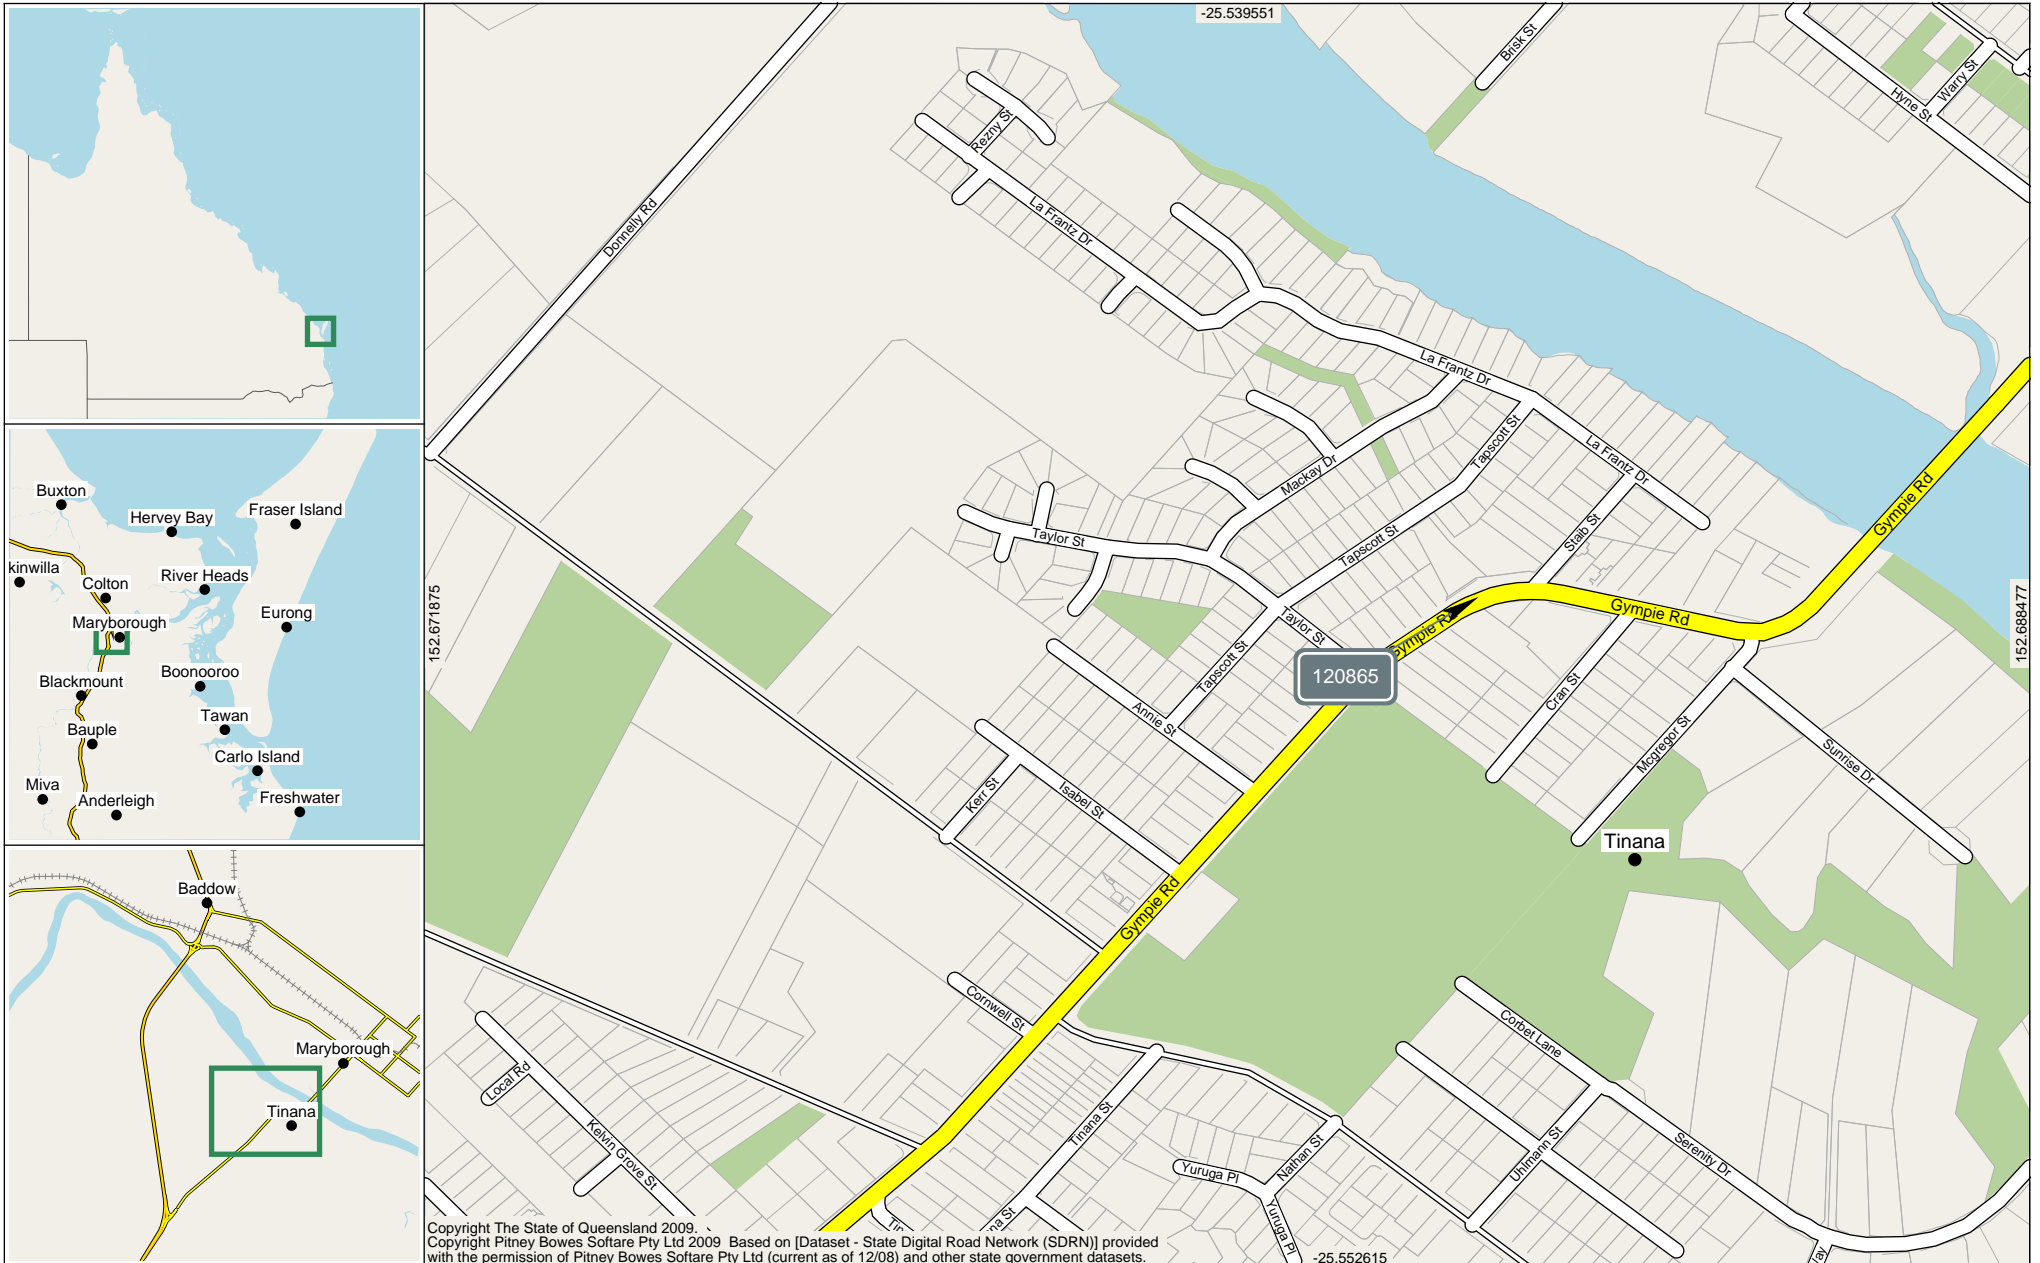 Buxton
Hervey Bay
Fraser Island
kinwilla
Colton
River Heads
Maryborough
Eurong
Blackmount
Boonooroo
Bauple
Tawan
Carlo Island
Miva
Anderleigh
Freshwater
Baddow
Maryborough
Tinana
-25.539551
152.671875
152.688477
-25.552615
Brisk St
Hyne St
Warry St
Rezny St
Donnelly Rd
La Frantz Dr
La Frantz Dr
La Frantz Dr
Tapscott St
Mackay Dr
Gympie Rd
Staib St
Tapscott St
Taylor St
Gympie Rd
Taylor St
Gympie Rd
120865
Tapscott St
Cran St
Annie St
Mcgregor St
Sunrise Dr
Kerr St
Isabel St
Tinana
Gympie Rd
Cornwell St
Corbet Lane
Local Rd
Kelvin Grove St
Tinana St
Nathan St
Uhlmann St
Serenity Dr
Yuruga Pl
Yuruga Pl
Tin
na St
ay
Copyright The State of Queensland 2009.
Copyright Pitney Bowes Softare Pty Ltd 2009 Based on [Dataset - State Digital Road Network (SDRN)] provided
with the permission of Pitney Bowes Softare Pty Ltd (current as of 12/08) and other state government datasets.